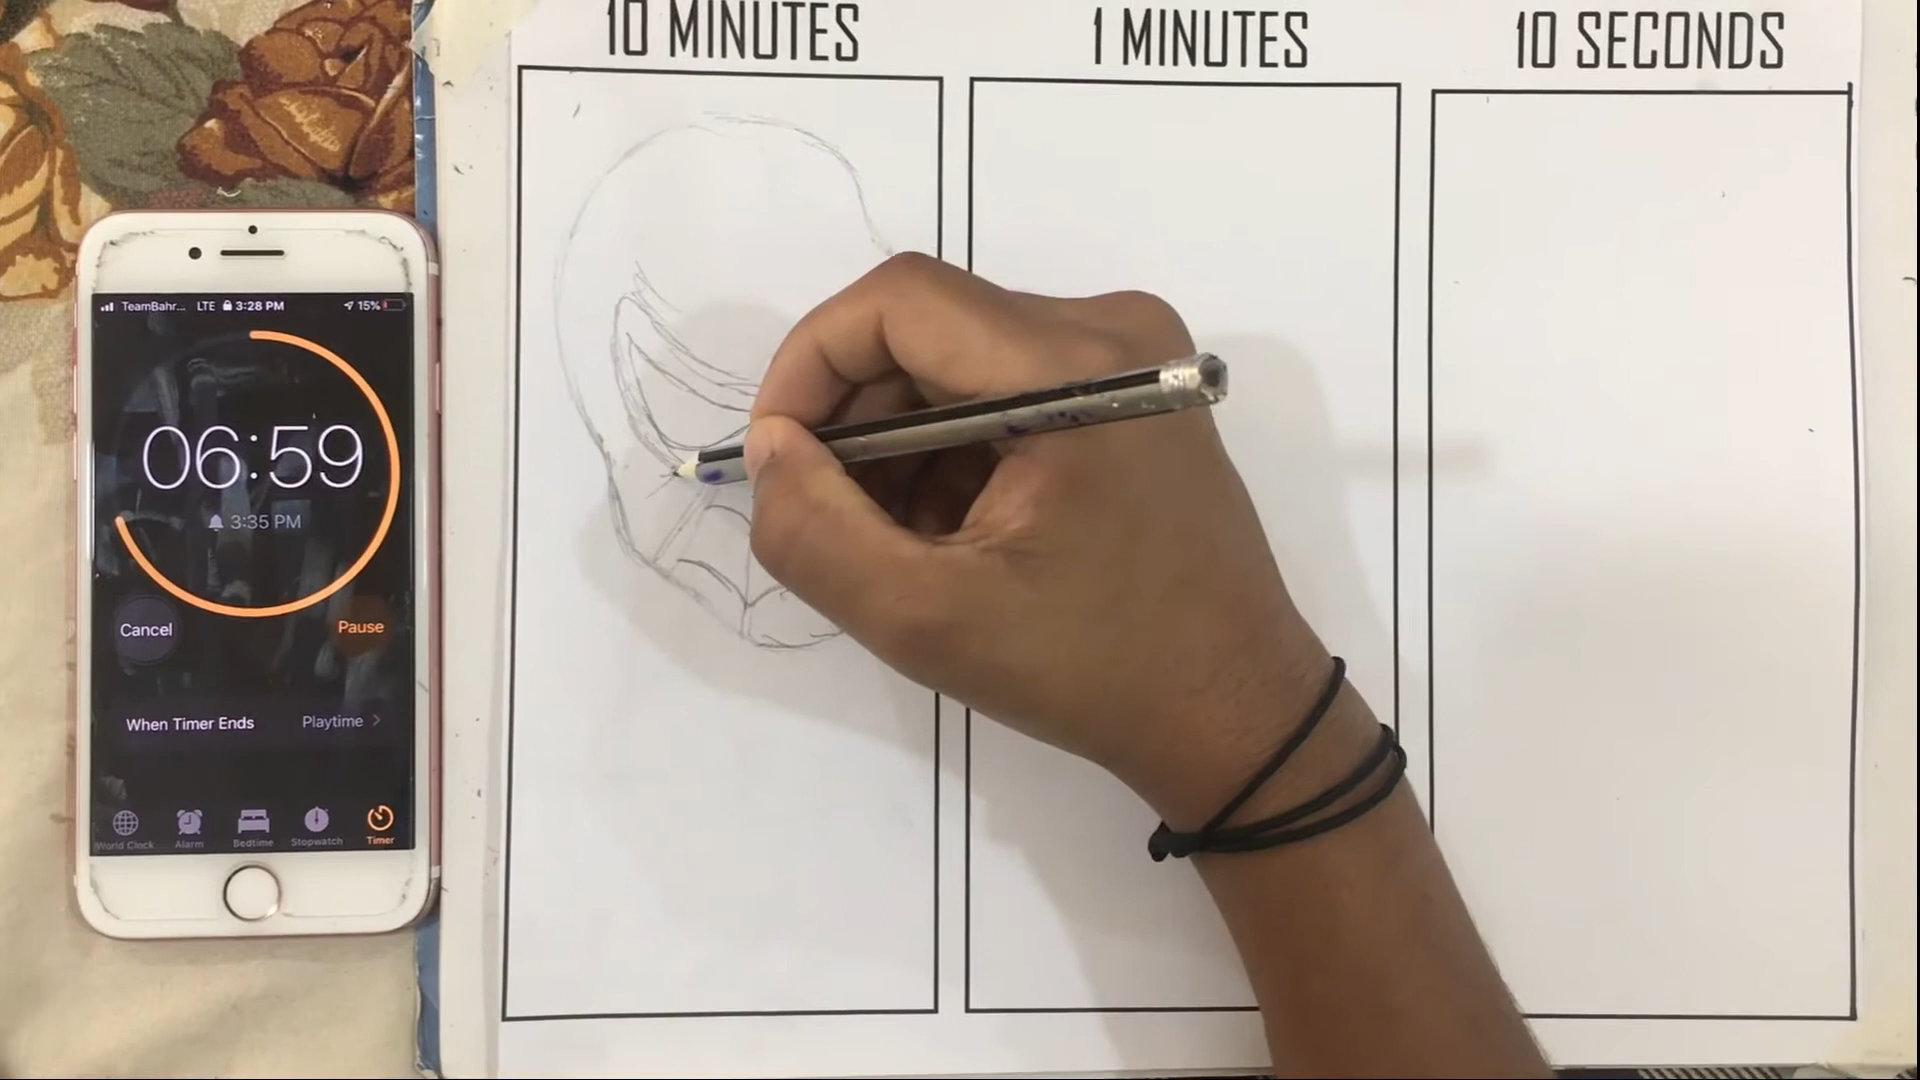 10 MINUTES
1 MINUTES
10 SECONDS
TeamBahr... LTE 3:28 PM 15%
06:59
3:35 PM
Cancel
Pause
When Timer Ends Playtime
World Clock
Alarm
Bedtime
Stopwatch
Timer